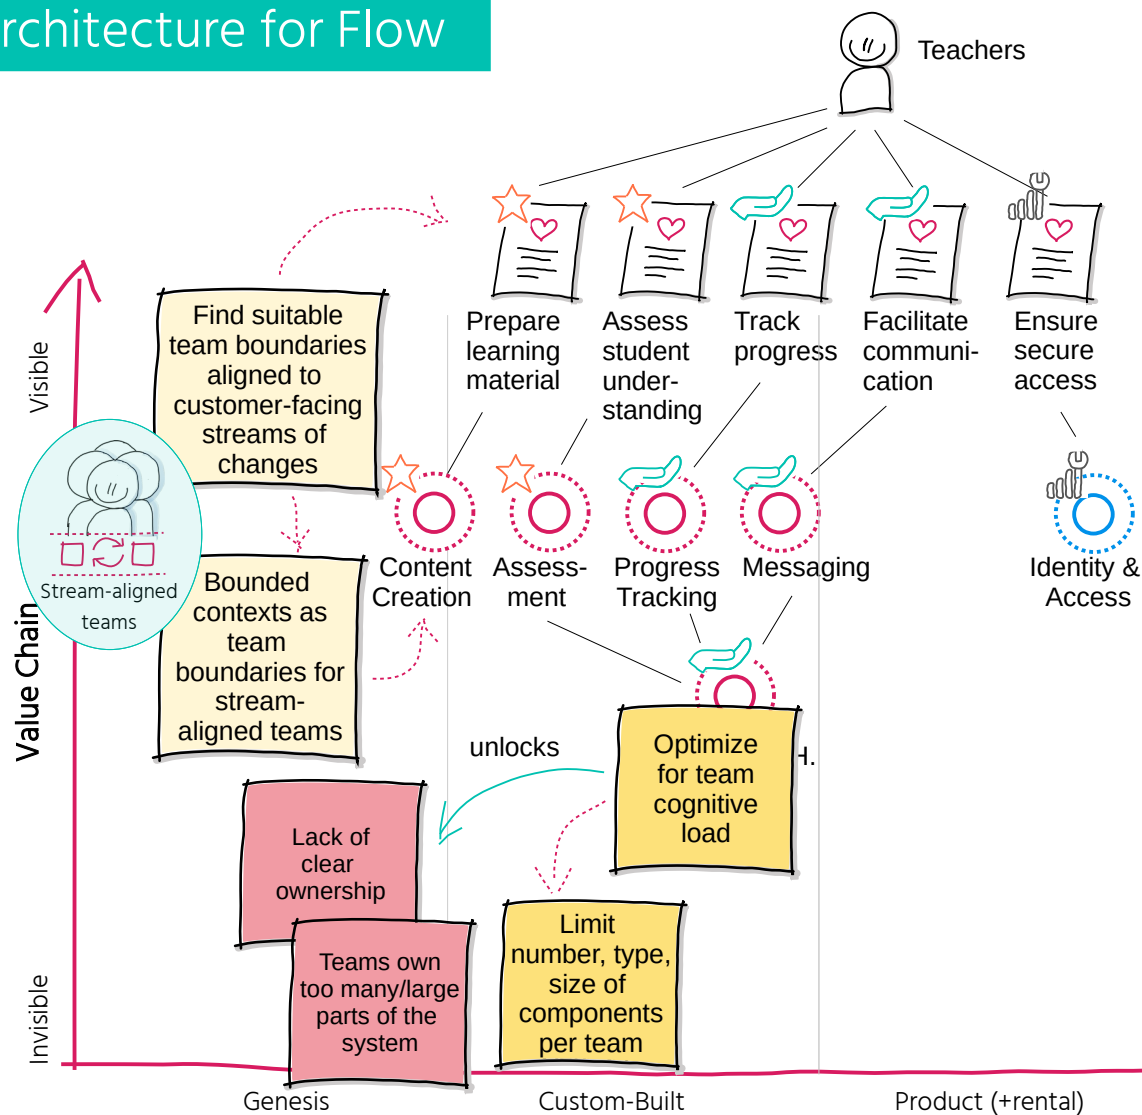 rchitecture for Flow
Teachers
Prepare
learning
material
Assess
student
under-
standing
Track
progress
Facilitate
communi-
cation
Ensure
secure
access
Visible
Find suitable
team boundaries
aligned to
customer-facing
streams of
changes
Stream-aligned
teams
Value Chain
Content
Creation
Assess-
ment
Progress
Tracking
Messaging
Identity &
Access
Bounded
contexts as
team
boundaries for
stream-
aligned teams
unlocks
Optimize
for team
cognitive
load
H.
Lack of
clear
ownership
Teams own
too many/large
parts of the
system
Limit
number, type,
size of
components
per team
Invisible
Genesis
Custom-Built
Product (+rental)